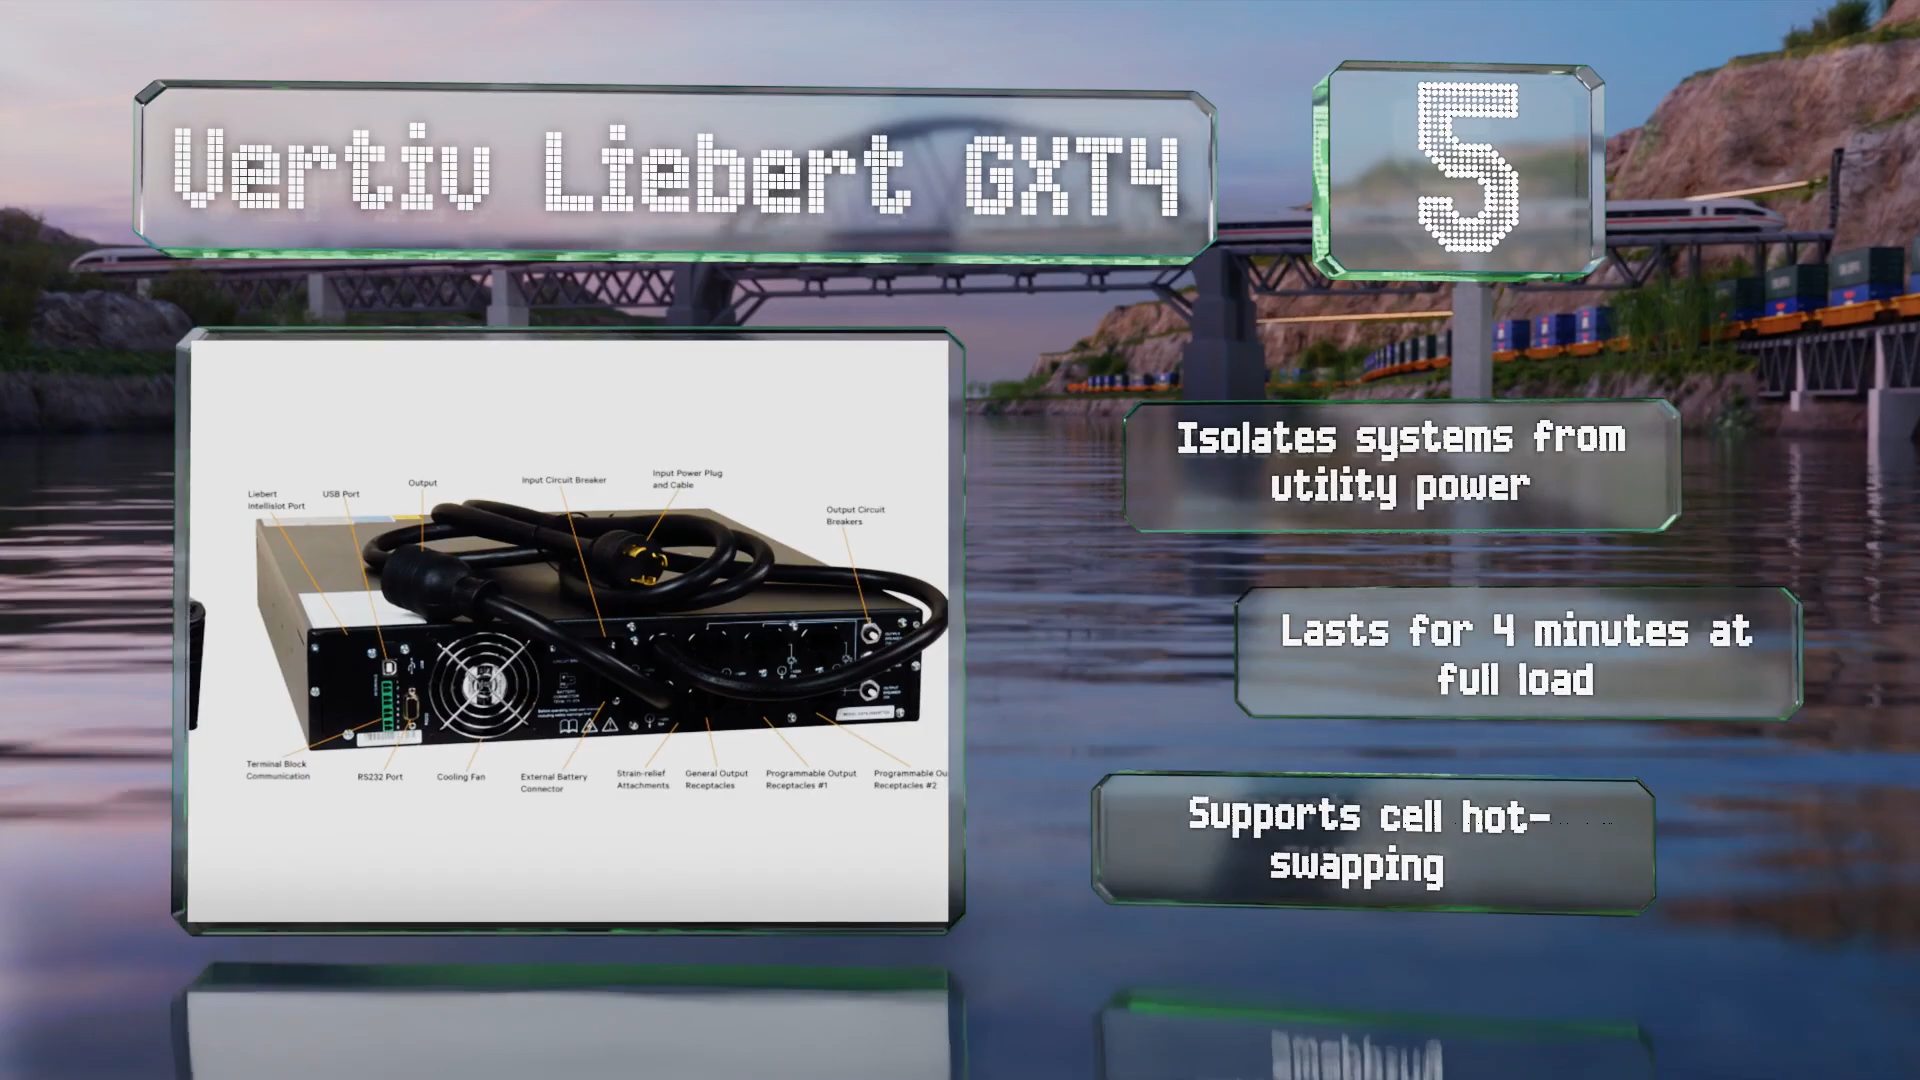 Vertiv Liebert GXT4
5
Isolates systems from
utility power
Lasts for 4 minutes at
full load
Supports cell hot-
swapping
Liebert
Intellislot Port
USB Port
Output
Input Circuit Breaker
Input Power Plug
and Cable
Output Circuit
Breakers
Terminal Block
Communication
RS232 Port
Cooling Fan
External Battery
Connector
Strain-relief
Attachments
General Output
Receptacles
Programmable Output
Receptacles #1
Programmable Ou
Receptacles #2